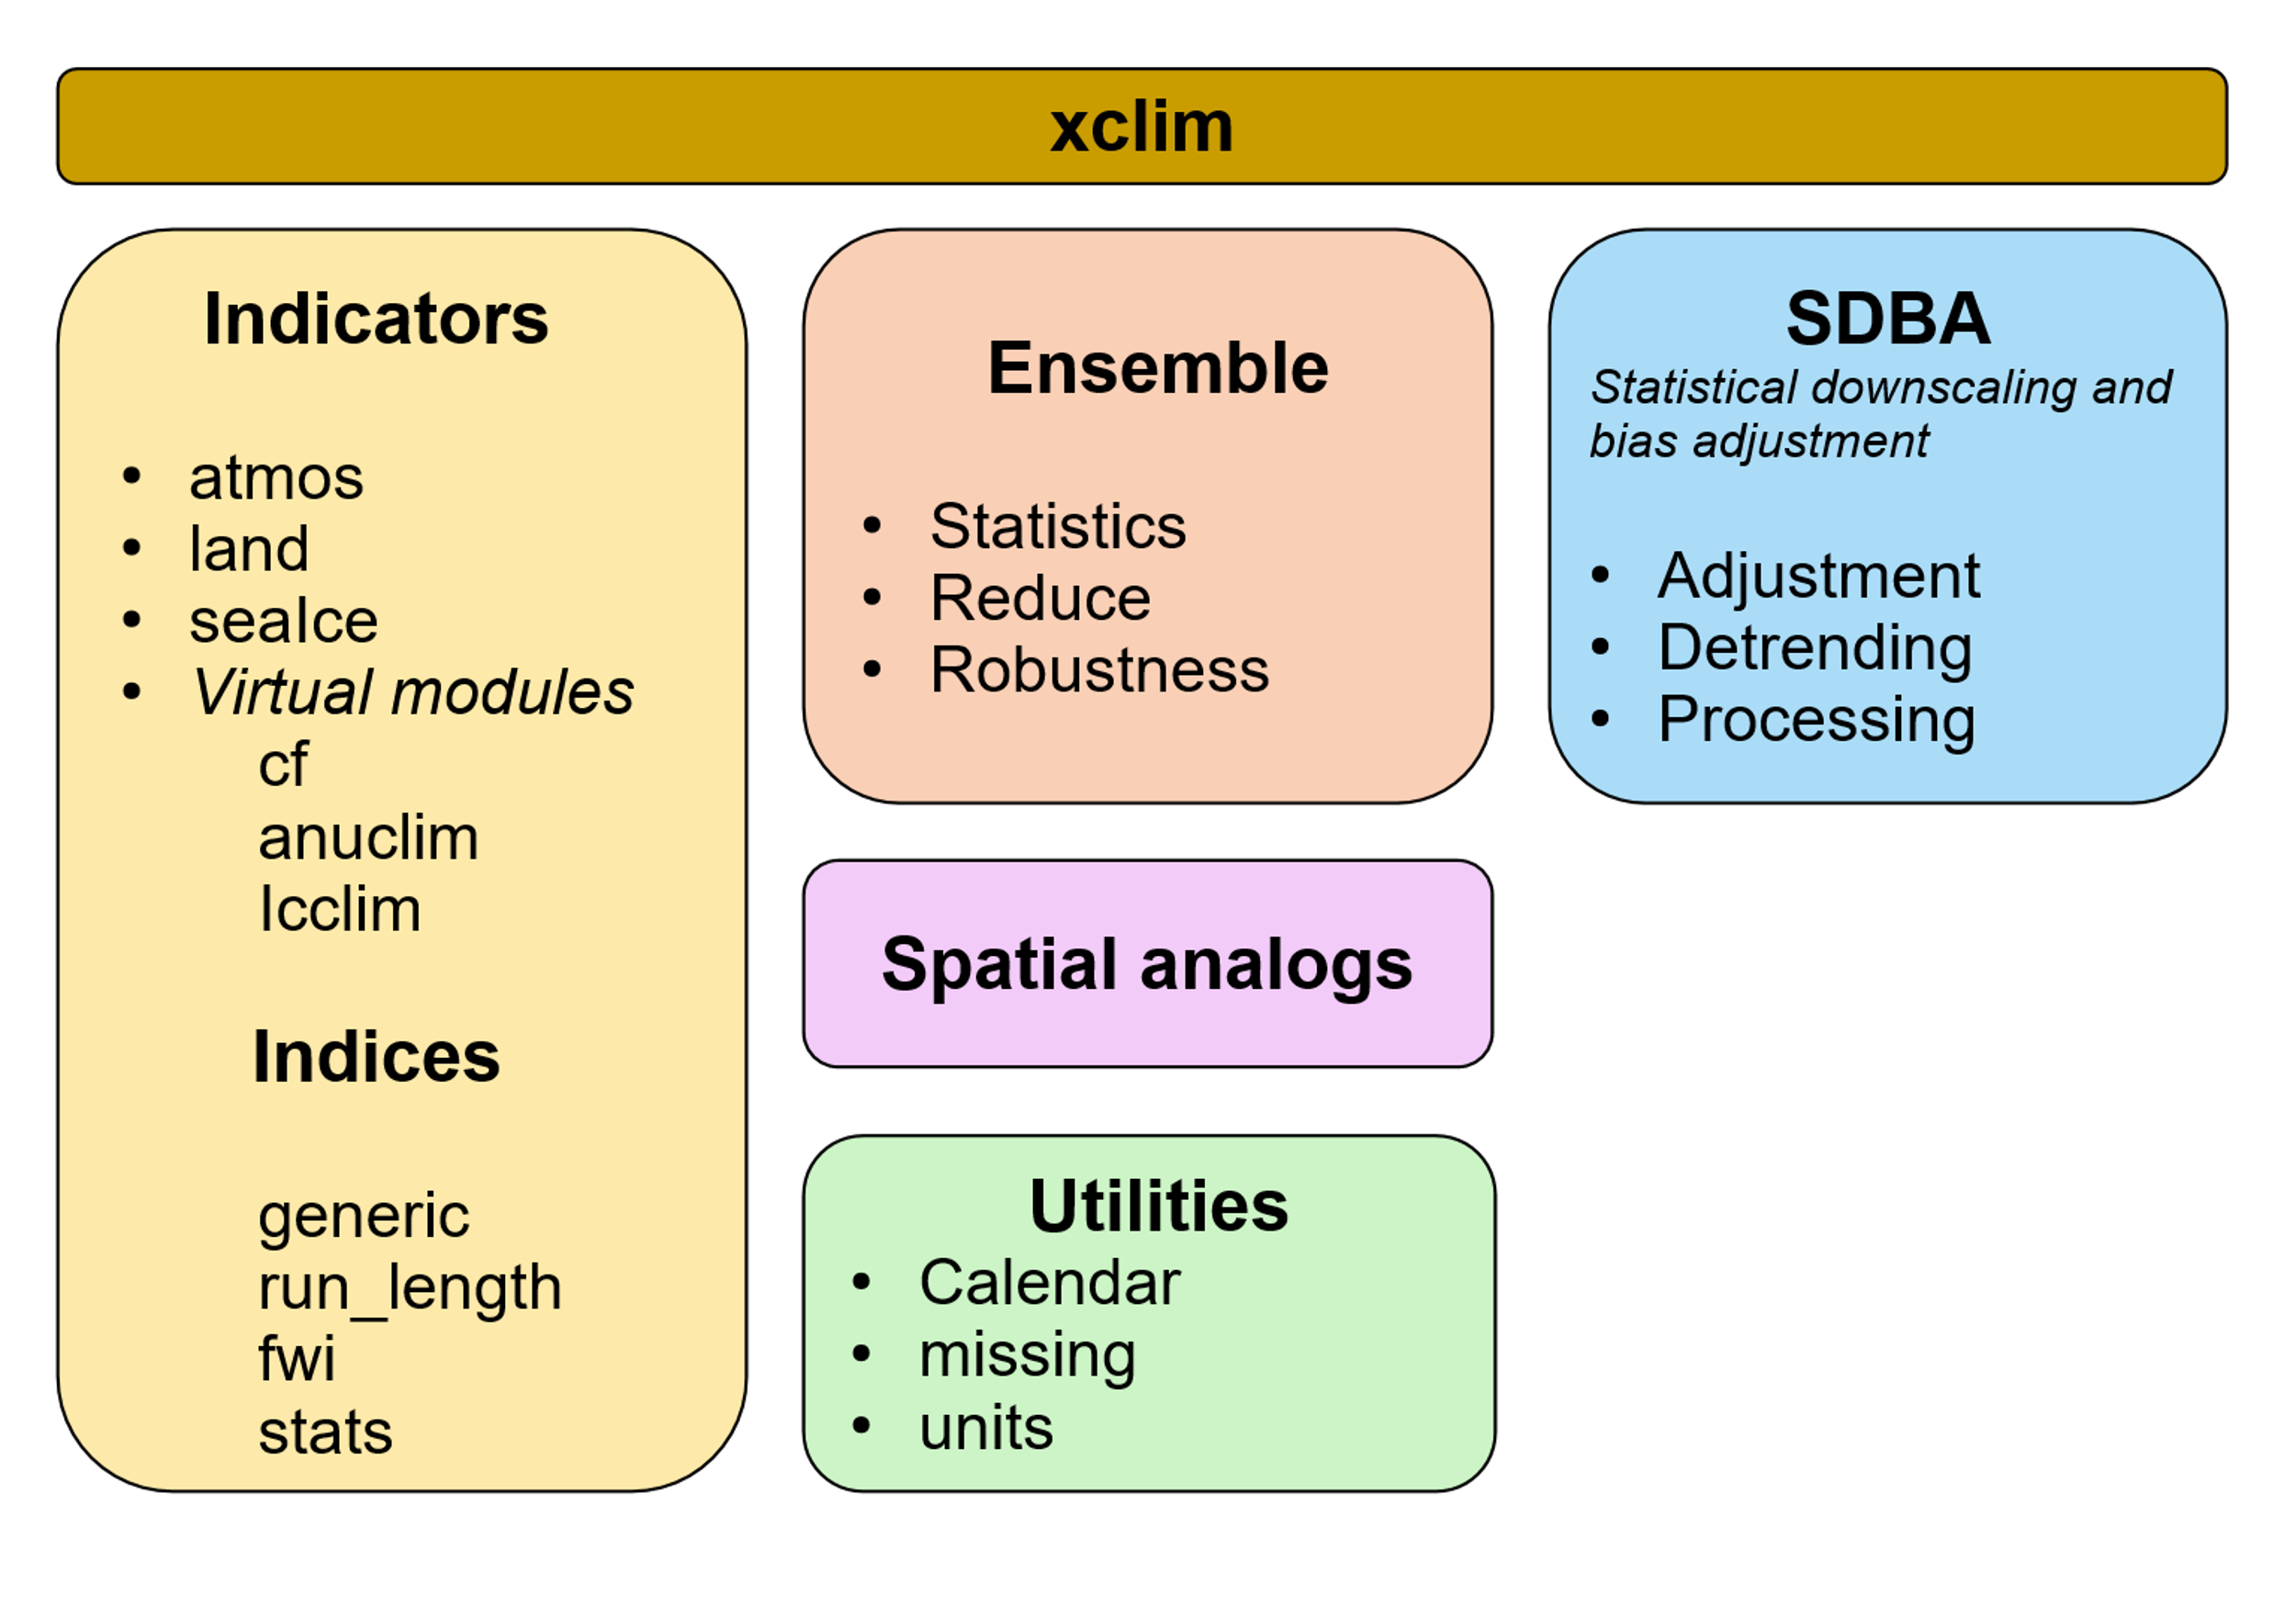 xclim
Indicators
• atmos
• land
• seaIce
• Virtual modules
cf
anuclim
Icclim
Indices
generic
run_length
fwi
stats
Ensemble
• Statistics
• Reduce
• Robustness
Spatial analogs
Utilities
• Calendar
• missing
• units
SDBA
Statistical downscaling and
bias adjustment
• Adjustment
• Detrending
• Processing